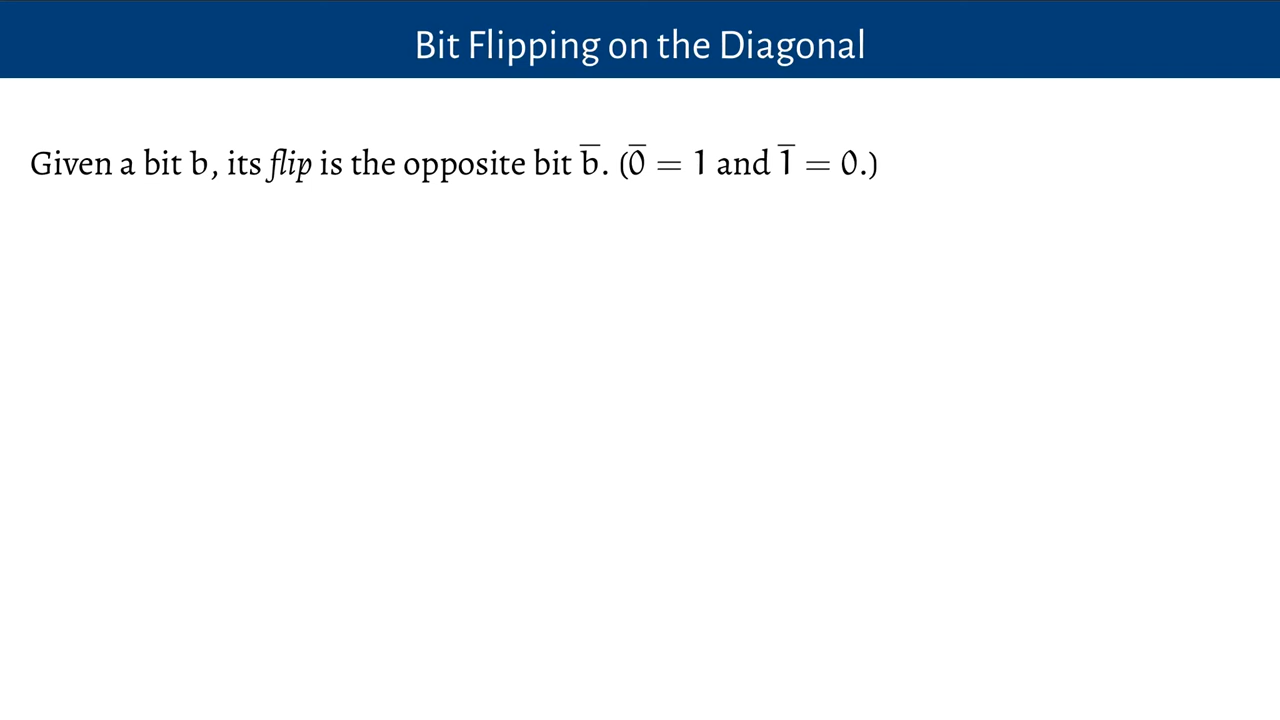 Bit Flipping on the Diagonal
Given a bit b, its flip is the opposite bit b̅. (0̅ = 1 and 1̅ = 0.)